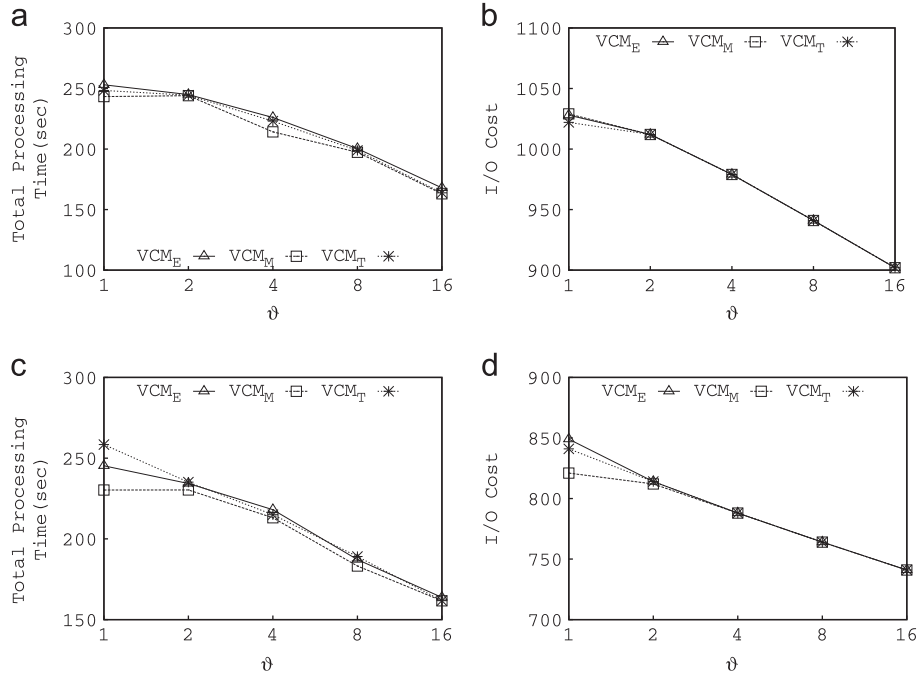 a
300
250
200
150
100
Total Processing
Time(sec)
VCM_E VCM_M VCM_T
1 2 4 8 16
ϑ
b
1100
1050
1000
950
900
I/O Cost
VCM_E VCM_M VCM_T
1 2 4 8 16
ϑ
c
300
250
200
150
Total Processing
Time(sec)
VCM_E VCM_M VCM_T
1 2 4 8 16
ϑ
d
900
850
800
750
700
I/O Cost
VCM_E VCM_M VCM_T
1 2 4 8 16
ϑ